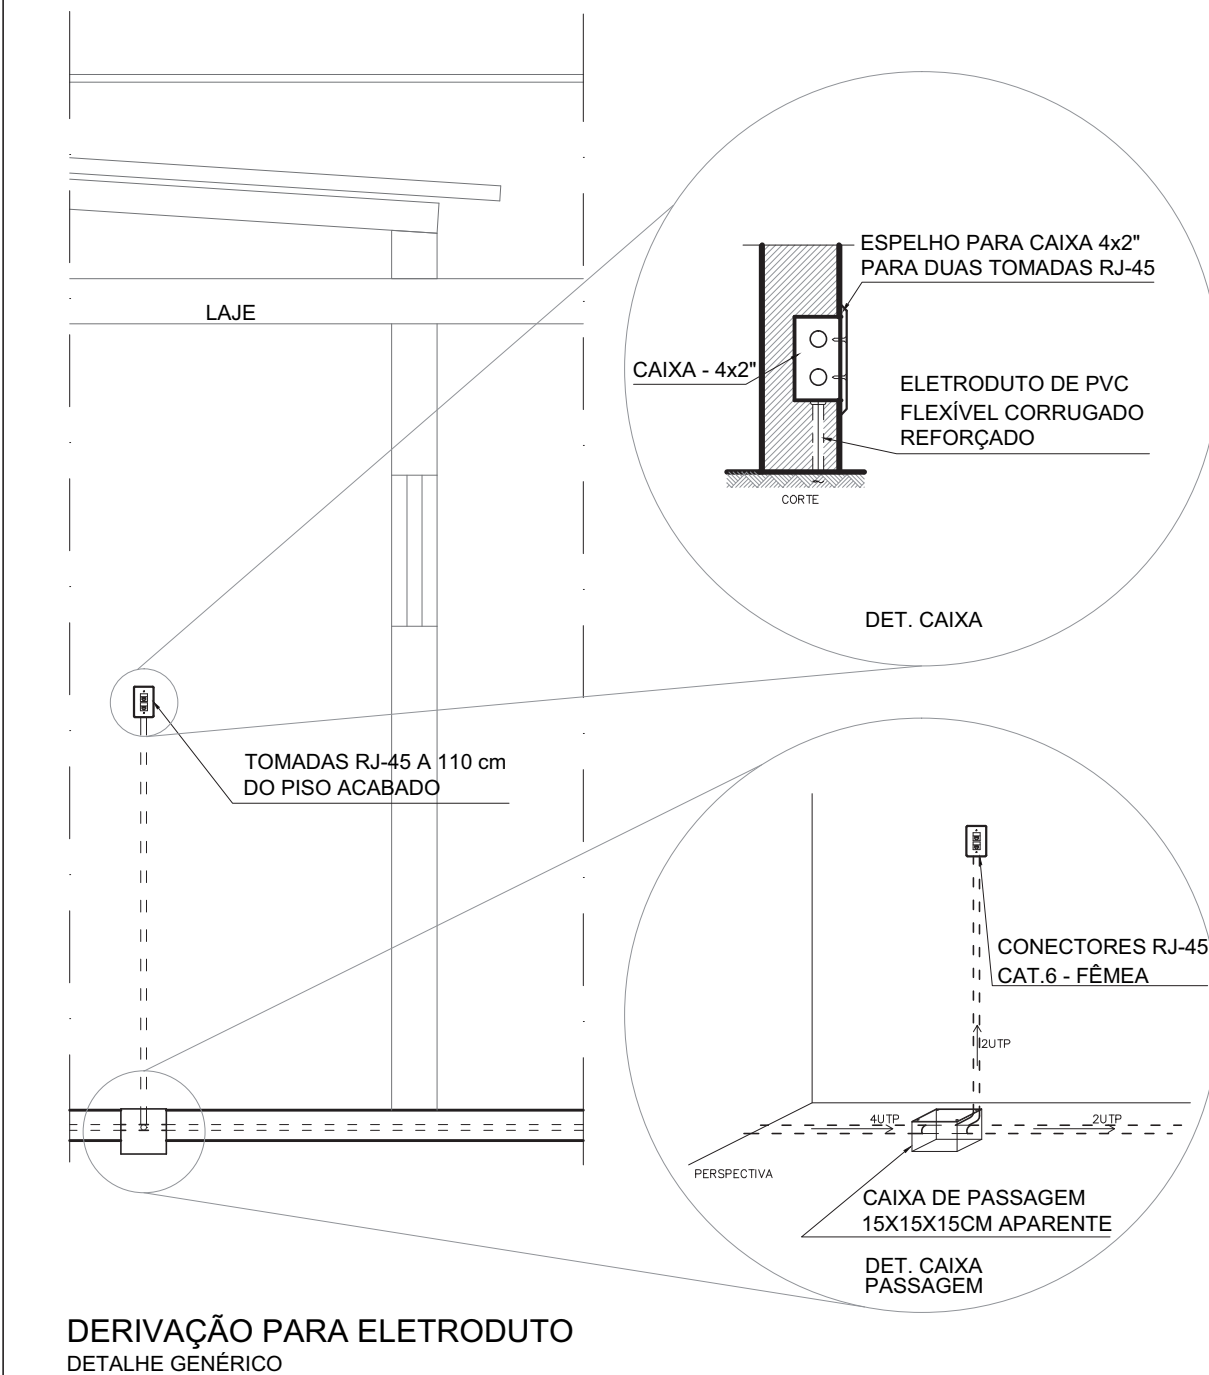 LAJE
ESPELHO PARA CAIXA 4x2"
PARA DUAS TOMADAS RJ-45
CAIXA - 4x2"
ELETRODUTO DE PVC
FLEXÍVEL CORRUGADO
REFORÇADO
CORTE
DET. CAIXA
TOMADAS RJ-45 A 110 cm
DO PISO ACABADO
CONECTORES RJ-45
CAT.6 - FÊMEA
2UTP
4UTP
2UTP
PERSPECTIVA
CAIXA DE PASSAGEM
15X15X15CM APARENTE
DET. CAIXA
PASSAGEM
DERIVAÇÃO PARA ELETRODUTO
DETALHE GENÉRICO